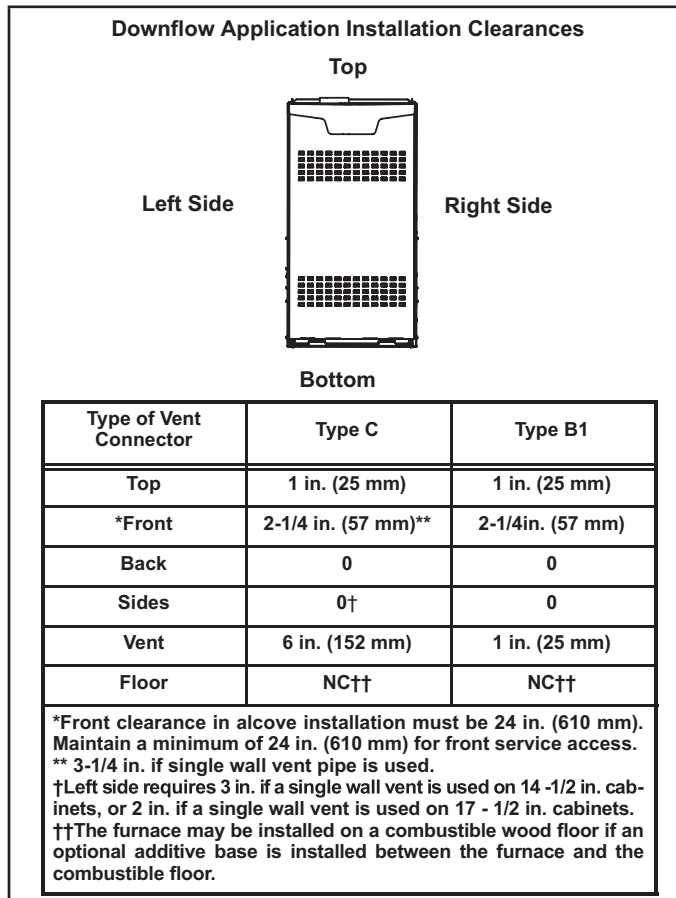 Downflow Application Installation Clearances
Top
Left Side
Right Side
Bottom
Type of Vent Connector Type C Type B1
Top 1 in. (25 mm) 1 in. (25 mm)
*Front 2-1/4 in. (57 mm)** 2-1/4in. (57 mm)
Back 0 0
Sides 0† 0
Vent 6 in. (152 mm) 1 in. (25 mm)
Floor NC†† NC††
*Front clearance in alcove installation must be 24 in. (610 mm).
Maintain a minimum of 24 in. (610 mm) for front service access.
** 3-1/4 in. if single wall vent pipe is used.
†Left side requires 3 in. if a single wall vent is used on 14 -1/2 in. cab-
inets, or 2 in. if a single wall vent is used on 17 - 1/2 in. cabinets.
††The furnace may be installed on a combustible wood floor if an
optional additive base is installed between the furnace and the
combustible floor.